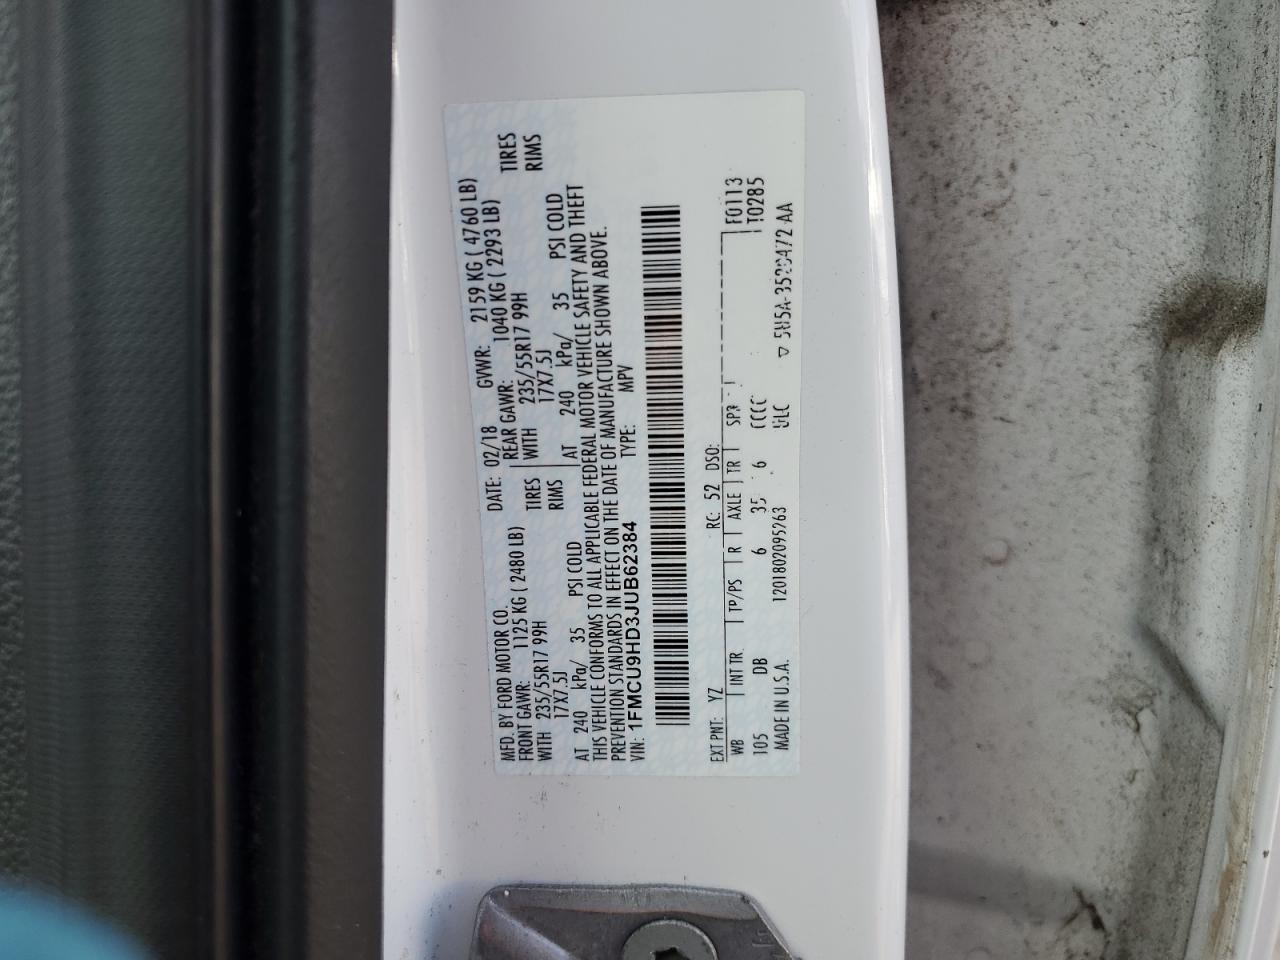 MFD. BY FORD MOTOR CO. DATE: 02/18 GVWR: 2159 KG ( 4760 LB)
FRONT GAWR: 1125 KG ( 2480 LB) REAR GAWR: 1040 KG ( 2293 LB)
WITH 235/55R17 99H TIRES WITH 235/55R17 99H TIRES
17X7.5J RIMS 17X7.5J RIMS
AT 240 kPa/ 35 PSI COLD AT 240 kPa/ 35 PSI COLD
THIS VEHICLE CONFORMS TO ALL APPLICABLE FEDERAL MOTOR VEHICLE SAFETY AND THEFT
PREVENTION STANDARDS IN EFFECT ON THE DATE OF MANUFACTURE SHOWN ABOVE.
VIN: 1FMCU9HD3JUB62384 TYPE: MPV
EXT PNT: YZ RC: 52 DSO: F0113
WB INT TR TP/PS R AXLE TR SPR T0285
105 DB 6 35 6
MADE IN U.S.A.